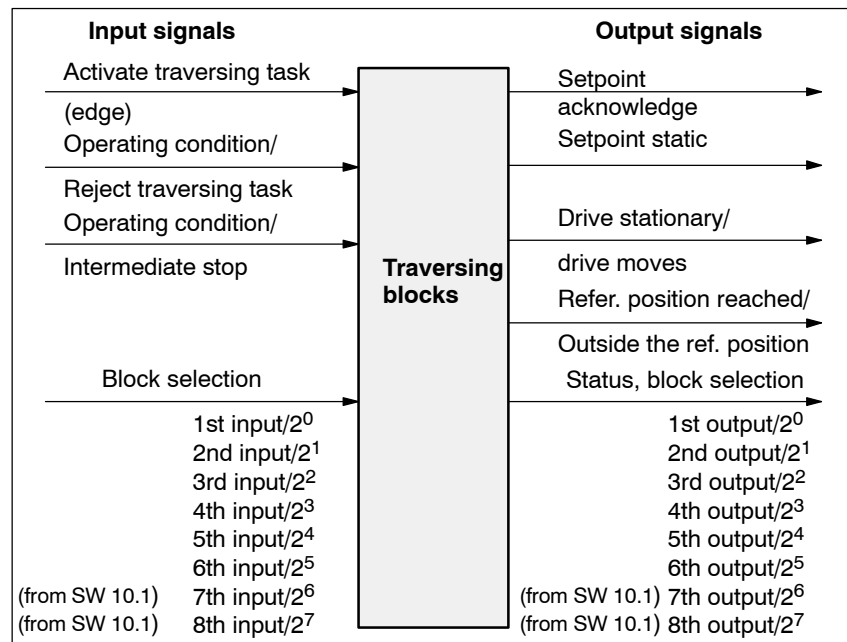 Input signals
Activate traversing task
(edge)
Operating condition/
Reject traversing task
Operating condition/
Intermediate stop
Block selection
1st input/2⁰
2nd input/2¹
3rd input/2²
4th input/2³
5th input/2⁴
6th input/2⁵
(from SW 10.1) 7th input/2⁶
(from SW 10.1) 8th input/2⁷
Traversing
blocks
Output signals
Setpoint
acknowledge
Setpoint static
Drive stationary/
drive moves
Refer. position reached/
Outside the ref. position
Status, block selection
1st output/2⁰
2nd output/2¹
3rd output/2²
4th output/2³
5th output/2⁴
6th output/2⁵
(from SW 10.1) 7th output/2⁶
(from SW 10.1) 8th output/2⁷